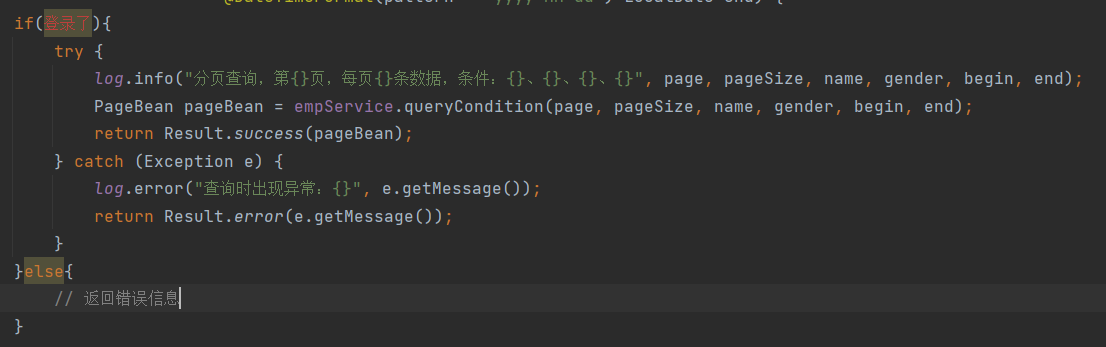 if(登录了){
try {
log.info("分页查询，第{}页，每页{}条数据，条件：{}、{}、{}、{}", page, pageSize, name, gender, begin, end);
PageBean pageBean = empService.queryCondition(page, pageSize, name, gender, begin, end);
return Result.success(pageBean);
} catch (Exception e) {
log.error("查询时出现异常：{}", e.getMessage());
return Result.error(e.getMessage());
}
}else{
// 返回错误信息
}